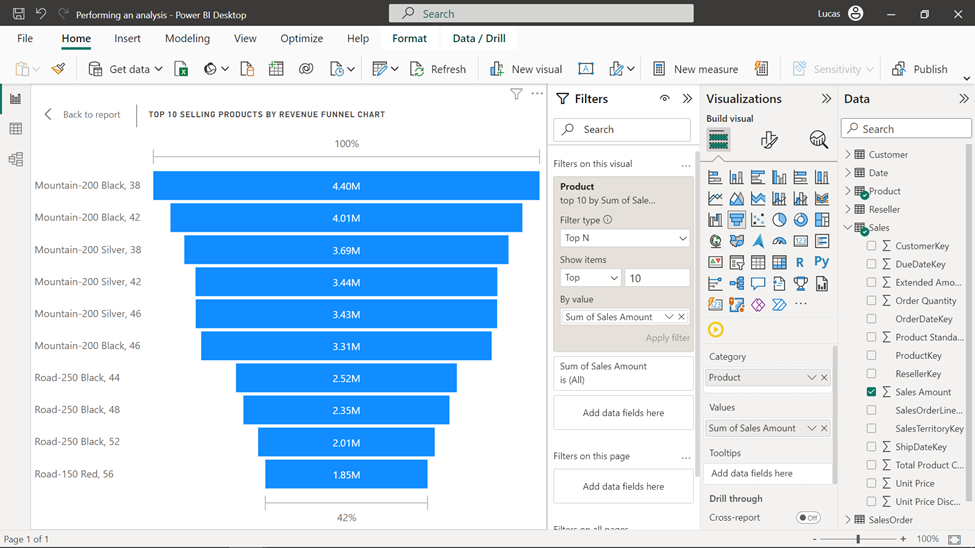 Performing an analysis - Power BI Desktop
Search
Lucas
File Home Insert Modeling View Optimize Help Format Data / Drill
Get data Refresh New visual New measure Sensitivity Publish
Back to report
TOP 10 SELLING PRODUCTS BY REVENUE FUNNEL CHART
100%
Mountain-200 Black, 38 4.40M
Mountain-200 Black, 42 4.01M
Mountain-200 Silver, 38 3.69M
Mountain-200 Silver, 42 3.44M
Mountain-200 Silver, 46 3.43M
Mountain-200 Black, 46 3.31M
Road-250 Black, 44 2.52M
Road-250 Black, 48 2.35M
Road-250 Black, 52 2.01M
Road-150 Red, 56 1.85M
42%
Filters
Search
Filters on this visual ...
Product
top 10 by Sum of Sale...
Filter type
Top N
Show items
Top 10
By value
Sum of Sales Amount
Apply filter
Sum of Sales Amount
is (All)
Add data fields here
Filters on this page ...
Add data fields here
Filters on all pages
Visualizations
Build visual
R Py
123
...
Category
Product
Values
Sum of Sales Amount
Tooltips
Add data fields here
Drill through
Cross-report Off
Data
Search
Customer
Date
Product
Reseller
Sales
CustomerKey
DueDateKey
Extended Amo...
Order Quantity
OrderDateKey
Product Standa...
ProductKey
ResellerKey
Sales Amount
SalesOrderLine...
SalesTerritoryKey
ShipDateKey
Total Product C...
Unit Price
Unit Price Disc...
SalesOrder
Page 1 of 1
- + 100%